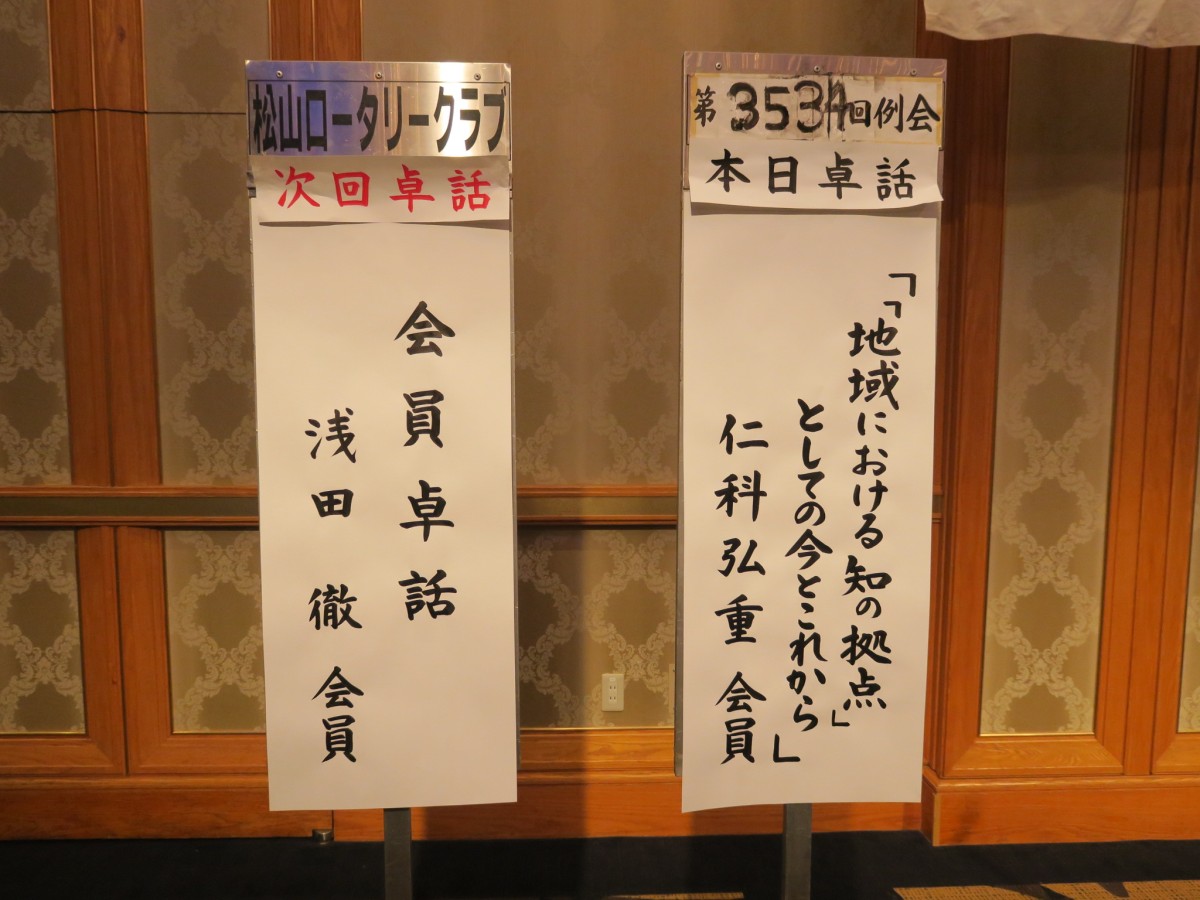 松山ロータリークラブ
次回卓話
会員卓話
浅田 徹 会員
第3534回例会
本日卓話
「「地域における知の拠点」
としての今とこれから」
仁科弘重 会員